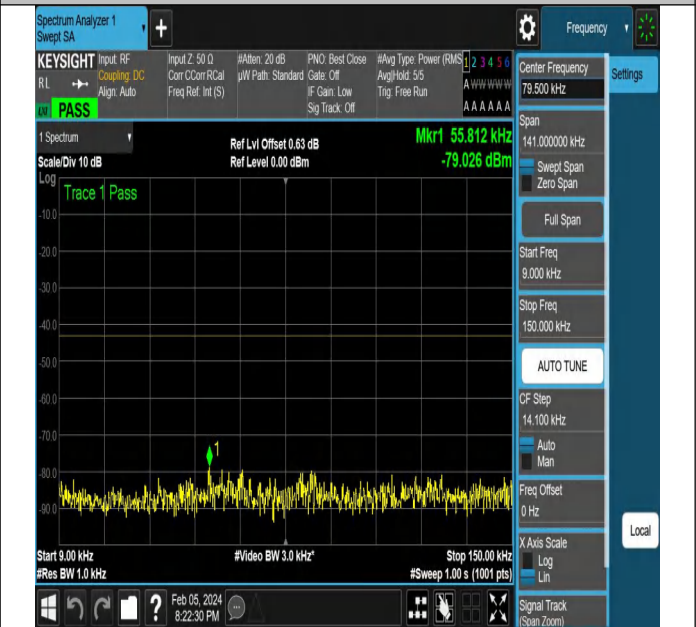 Spectrum Analyzer 1
Swept SA
Frequency
KEYSIGHT
RL
PASS
Input: RF
Coupling: DC
Align: Auto
Input Z: 50 Ω
Corr CCorr RCal
Freq Ref: Int (S)
#Atten: 20 dB
µW Path: Standard
PNO: Best Close
Gate: Off
IF Gain: Low
Sig Track: Off
#Avg Type: Power (RMS
Avg|Hold: 5/5
Trig: Free Run
1 2 3 4 5 6
A W W W W W
A A A A A A
Center Frequency
79.500 kHz
Settings
Span
141.000000 kHz
Swept Span
Zero Span
Full Span
Start Freq
9.000 kHz
Stop Freq
150.000 kHz
AUTO TUNE
CF Step
14.100 kHz
Auto
Man
Freq Offset
0 Hz
X Axis Scale
Log
Lin
Signal Track
(Span Zoom)
Local
1 Spectrum
Scale/Div 10 dB
Ref Lvl Offset 0.63 dB
Ref Level 0.00 dBm
Mkr1 55.812 kHz
-79.026 dBm
Log
Trace 1 Pass
-10.0
-20.0
-30.0
-40.0
-50.0
-60.0
-70.0
-80.0
-90.0
1
Start 9.00 kHz
#Res BW 1.0 kHz
#Video BW 3.0 kHz*
Stop 150.00 kHz
#Sweep 1.00 s (1001 pts)
?
Feb 05, 2024
8:22:30 PM